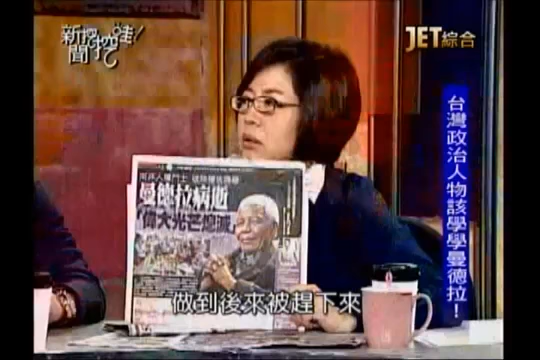 新聞挖挖哇!
JET綜合
台灣政治人物該學學曼德拉!
曼德拉病逝
「偉大光芒熄滅」
做到後來被趕下來